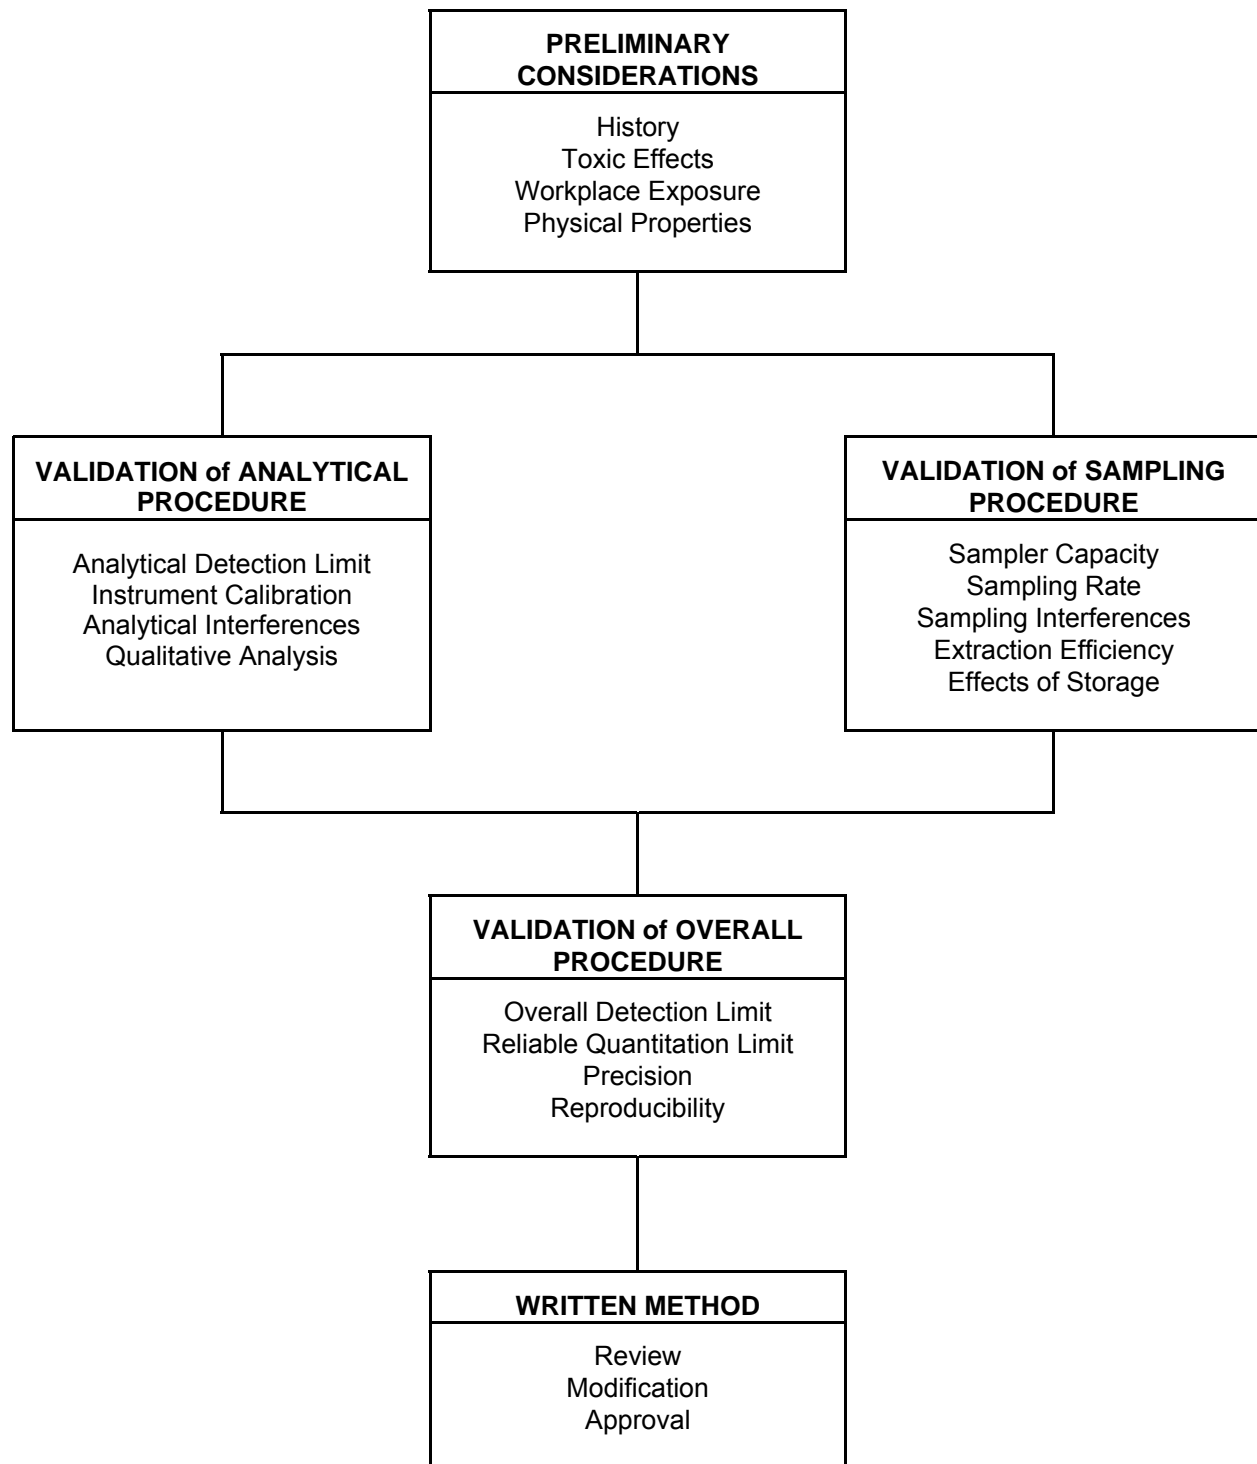 PRELIMINARY
CONSIDERATIONS
History
Toxic Effects
Workplace Exposure
Physical Properties
VALIDATION of ANALYTICAL
PROCEDURE
Analytical Detection Limit
Instrument Calibration
Analytical Interferences
Qualitative Analysis
VALIDATION of SAMPLING
PROCEDURE
Sampler Capacity
Sampling Rate
Sampling Interferences
Extraction Efficiency
Effects of Storage
VALIDATION of OVERALL
PROCEDURE
Overall Detection Limit
Reliable Quantitation Limit
Precision
Reproducibility
WRITTEN METHOD
Review
Modification
Approval